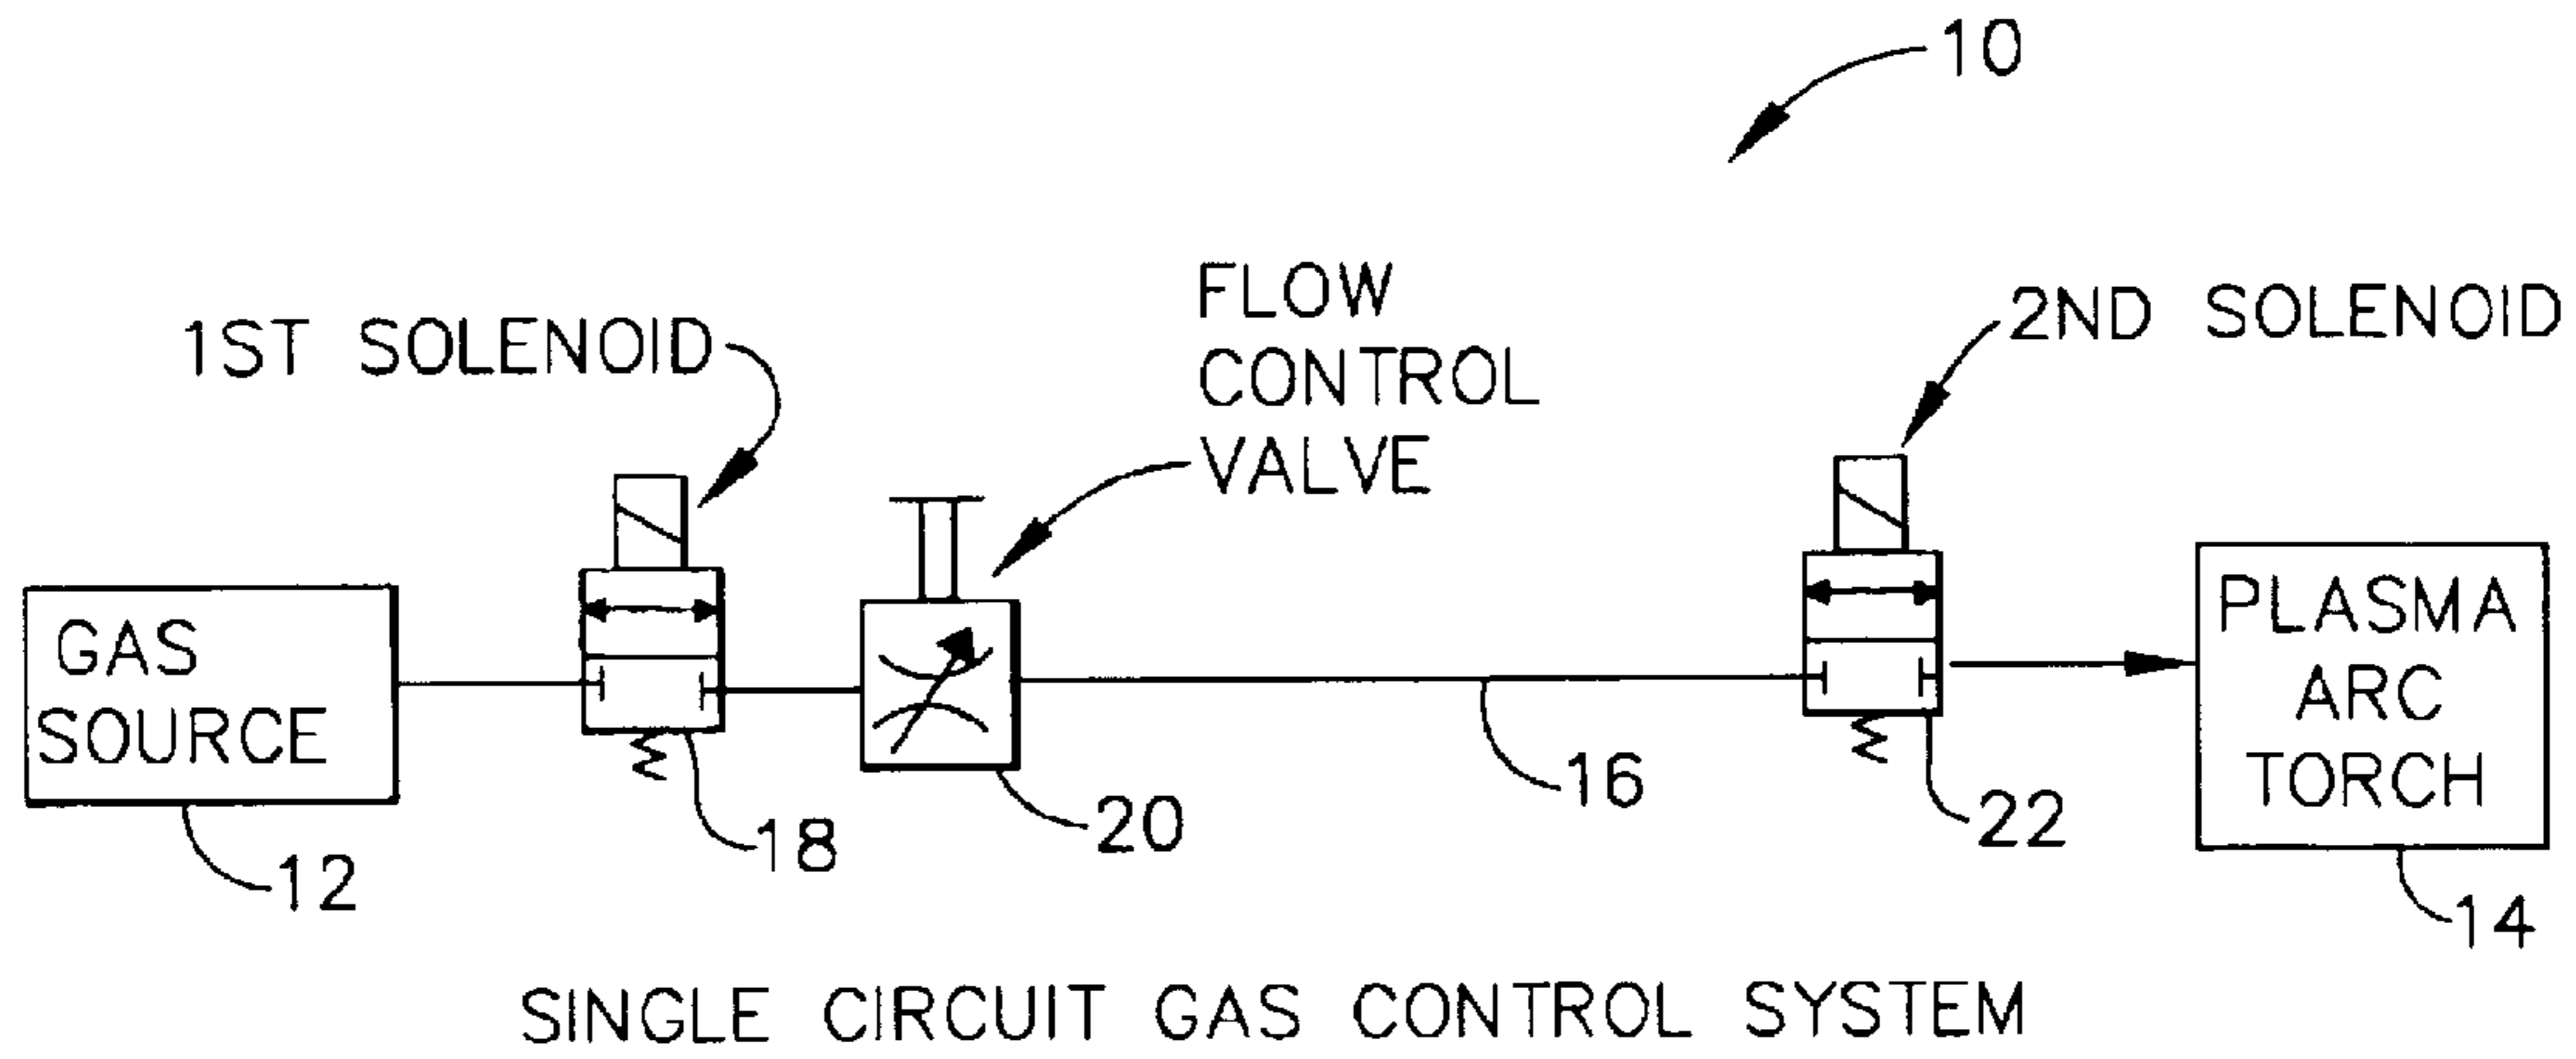 10
FLOW
CONTROL
VALVE
1ST SOLENOID
2ND SOLENOID
GAS
SOURCE
PLASMA
ARC
TORCH
12
18
20
16
22
14
SINGLE CIRCUIT GAS CONTROL SYSTEM